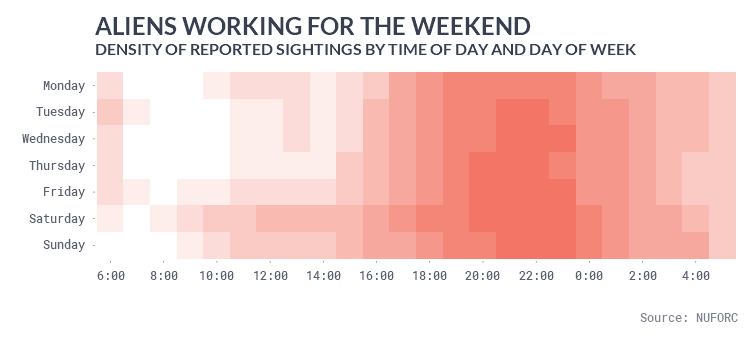 ALIENS WORKING FOR THE WEEKEND
DENSITY OF REPORTED SIGHTINGS BY TIME OF DAY AND DAY OF WEEK
Monday
Tuesday
Wednesday
Thursday
Friday
Saturday
Sunday
6:00 8:00 10:00 12:00 14:00 16:00 18:00 20:00 22:00 0:00 2:00 4:00
Source: NUFORC